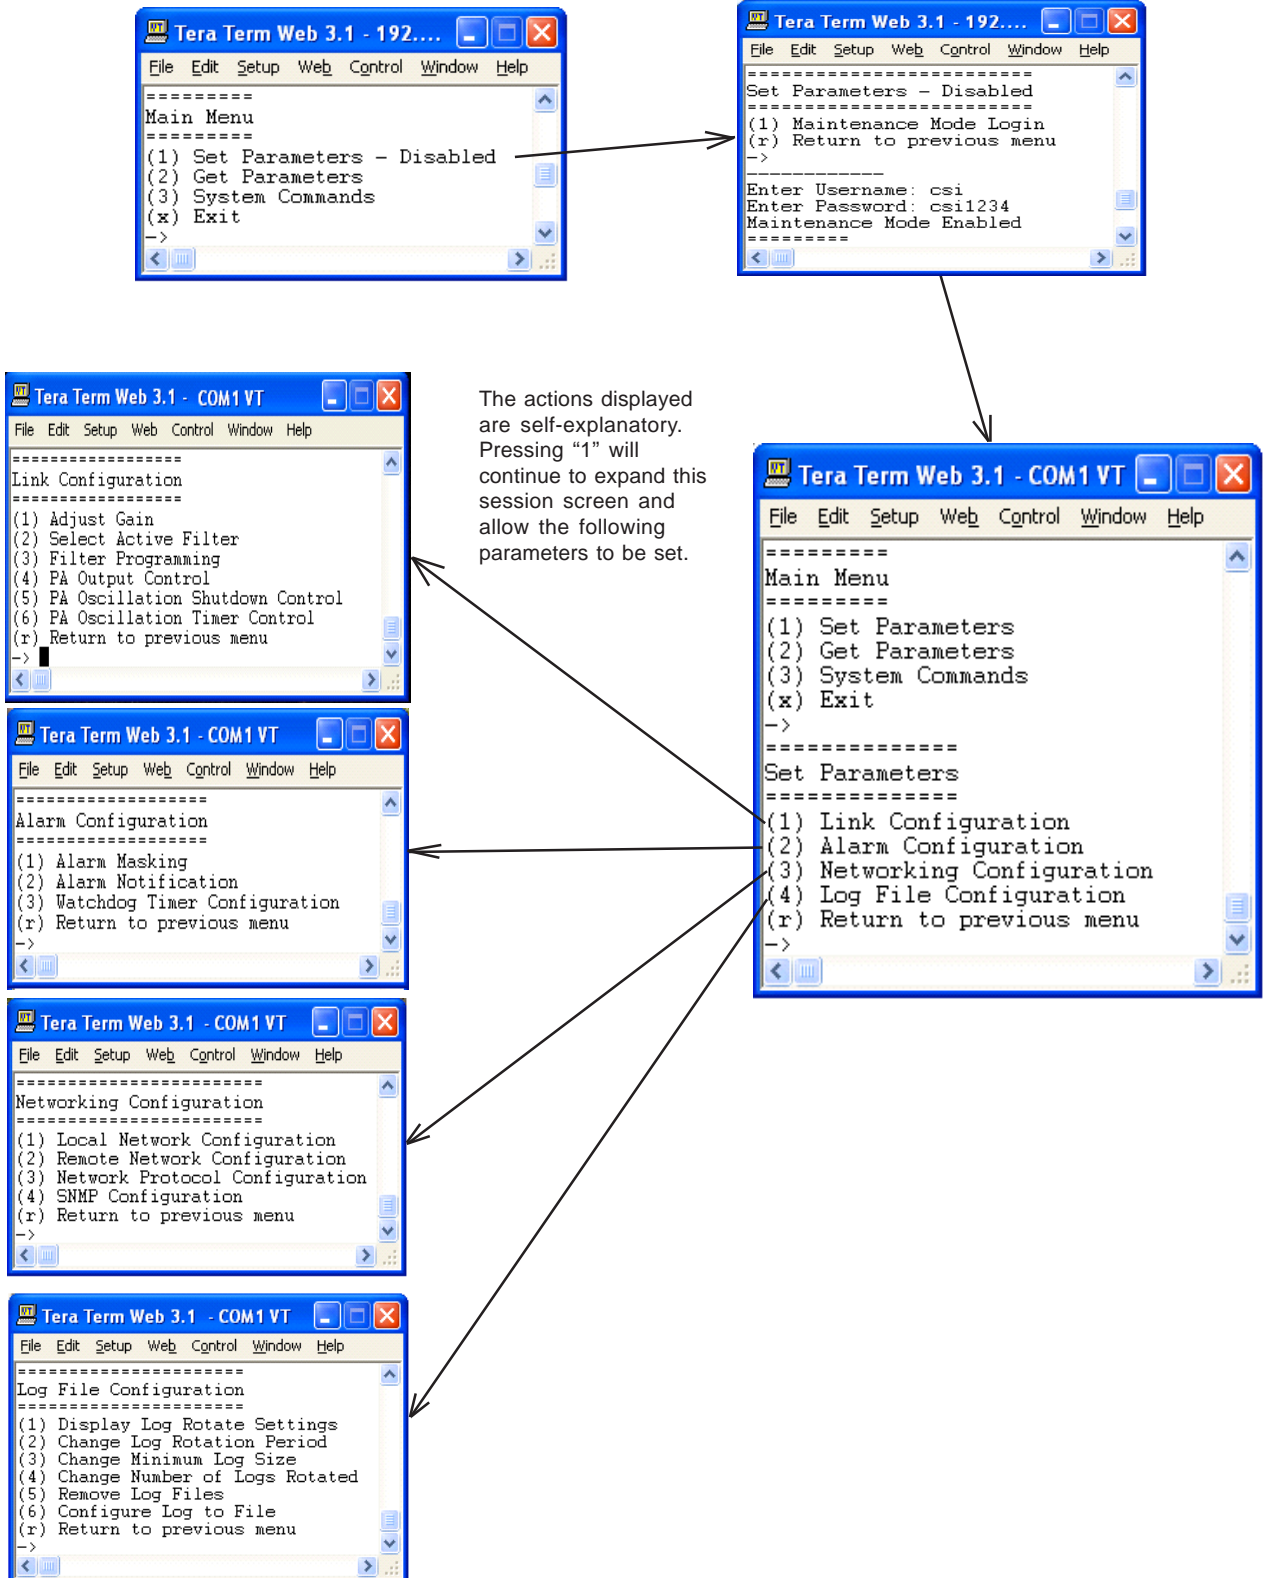 Tera Term Web 3.1 - 192....
File Edit Setup Web Control Window Help
=========
Main Menu
=========
(1) Set Parameters - Disabled
(2) Get Parameters
(3) System Commands
(x) Exit
->
Tera Term Web 3.1 - 192....
File Edit Setup Web Control Window Help
=========================
Set Parameters - Disabled
=========================
(1) Maintenance Mode Login
(r) Return to previous menu
->
------------
Enter Username: csi
Enter Password: csi1234
Maintenance Mode Enabled
=========
Tera Term Web 3.1 - COM1 VT
File Edit Setup Web Control Window Help
==================
Link Configuration
==================
(1) Adjust Gain
(2) Select Active Filter
(3) Filter Programming
(4) PA Output Control
(5) PA Oscillation Shutdown Control
(6) PA Oscillation Timer Control
(r) Return to previous menu
->
The actions displayed
are self-explanatory.
Pressing “1” will
continue to expand this
session screen and
allow the following
parameters to be set.
Tera Term Web 3.1 - COM1 VT
File Edit Setup Web Control Window Help
=========
Main Menu
=========
(1) Set Parameters
(2) Get Parameters
(3) System Commands
(x) Exit
->
==============
Set Parameters
==============
(1) Link Configuration
(2) Alarm Configuration
(3) Networking Configuration
(4) Log File Configuration
(r) Return to previous menu
->
Tera Term Web 3.1 - COM1 VT
File Edit Setup Web Control Window Help
===================
Alarm Configuration
===================
(1) Alarm Masking
(2) Alarm Notification
(3) Watchdog Timer Configuration
(r) Return to previous menu
->
Tera Term Web 3.1 - COM1 VT
File Edit Setup Web Control Window Help
========================
Networking Configuration
========================
(1) Local Network Configuration
(2) Remote Network Configuration
(3) Network Protocol Configuration
(4) SNMP Configuration
(r) Return to previous menu
->
Tera Term Web 3.1 - COM1 VT
File Edit Setup Web Control Window Help
======================
Log File Configuration
======================
(1) Display Log Rotate Settings
(2) Change Log Rotation Period
(3) Change Minimum Log Size
(4) Change Number of Logs Rotated
(5) Remove Log Files
(6) Configure Log to File
(r) Return to previous menu
->